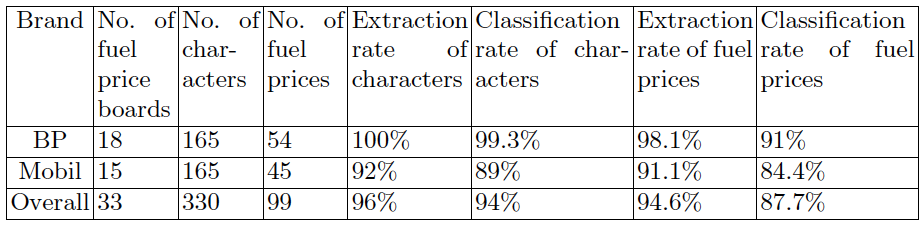 Brand No. of No. of No. of Extraction Classification Extraction Classification
fuel char- fuel rate of rate of char- rate of fuel rate of fuel
price acters prices characters acters prices prices
boards
BP 18 165 54 100% 99.3% 98.1% 91%
Mobil 15 165 45 92% 89% 91.1% 84.4%
Overall 33 330 99 96% 94% 94.6% 87.7%